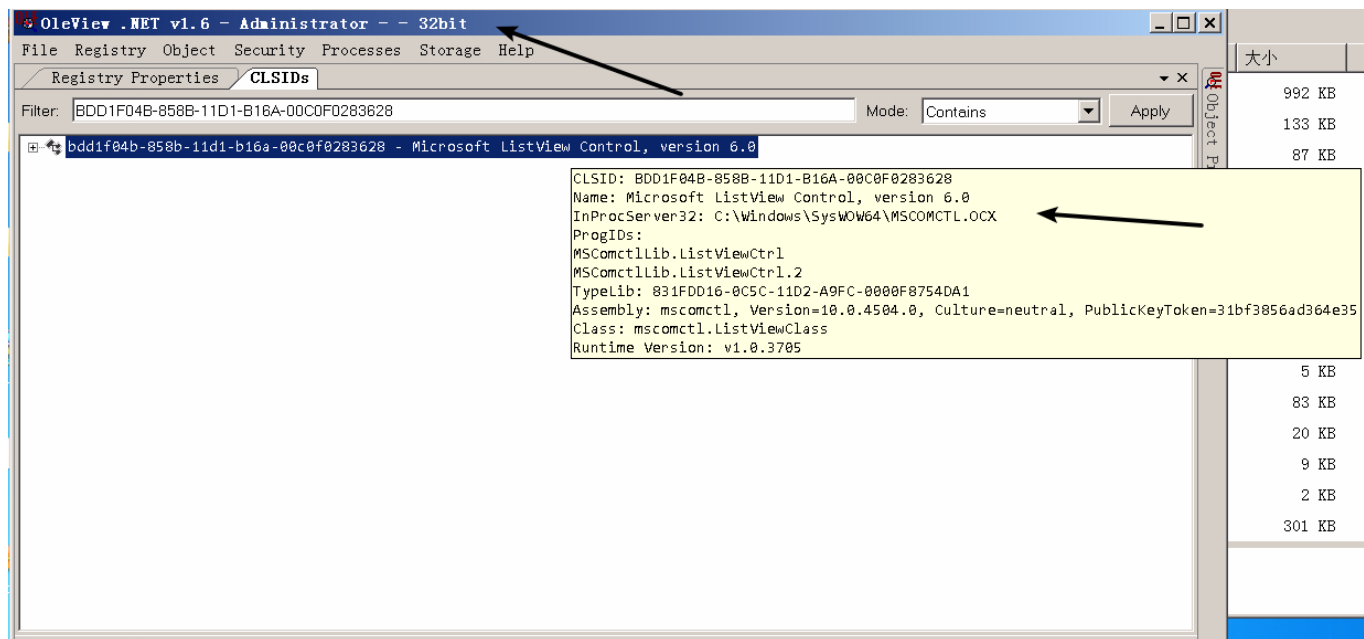 OleView .NET v1.6 - Administrator - - 32bit
File Registry Object Security Processes Storage Help
Registry Properties CLSIDs
Filter: BDD1F04B-858B-11D1-B16A-00C0F0283628 Mode: Contains Apply
bdd1f04b-858b-11d1-b16a-00c0f0283628 - Microsoft ListView Control, version 6.0
CLSID: BDD1F04B-858B-11D1-B16A-00C0F0283628
Name: Microsoft ListView Control, version 6.0
InProcServer32: C:\Windows\SysWOW64\MSCOMCTL.OCX
ProgIDs:
MSComctlLib.ListViewCtrl
MSComctlLib.ListViewCtrl.2
TypeLib: 831FDD16-0C5C-11D2-A9FC-0000F8754DA1
Assembly: mscomctl, Version=10.0.4504.0, Culture=neutral, PublicKeyToken=31bf3856ad364e35
Class: mscomctl.ListViewClass
Runtime Version: v1.0.3705
Object
大小
992 KB
133 KB
87 KB
5 KB
83 KB
20 KB
9 KB
2 KB
301 KB